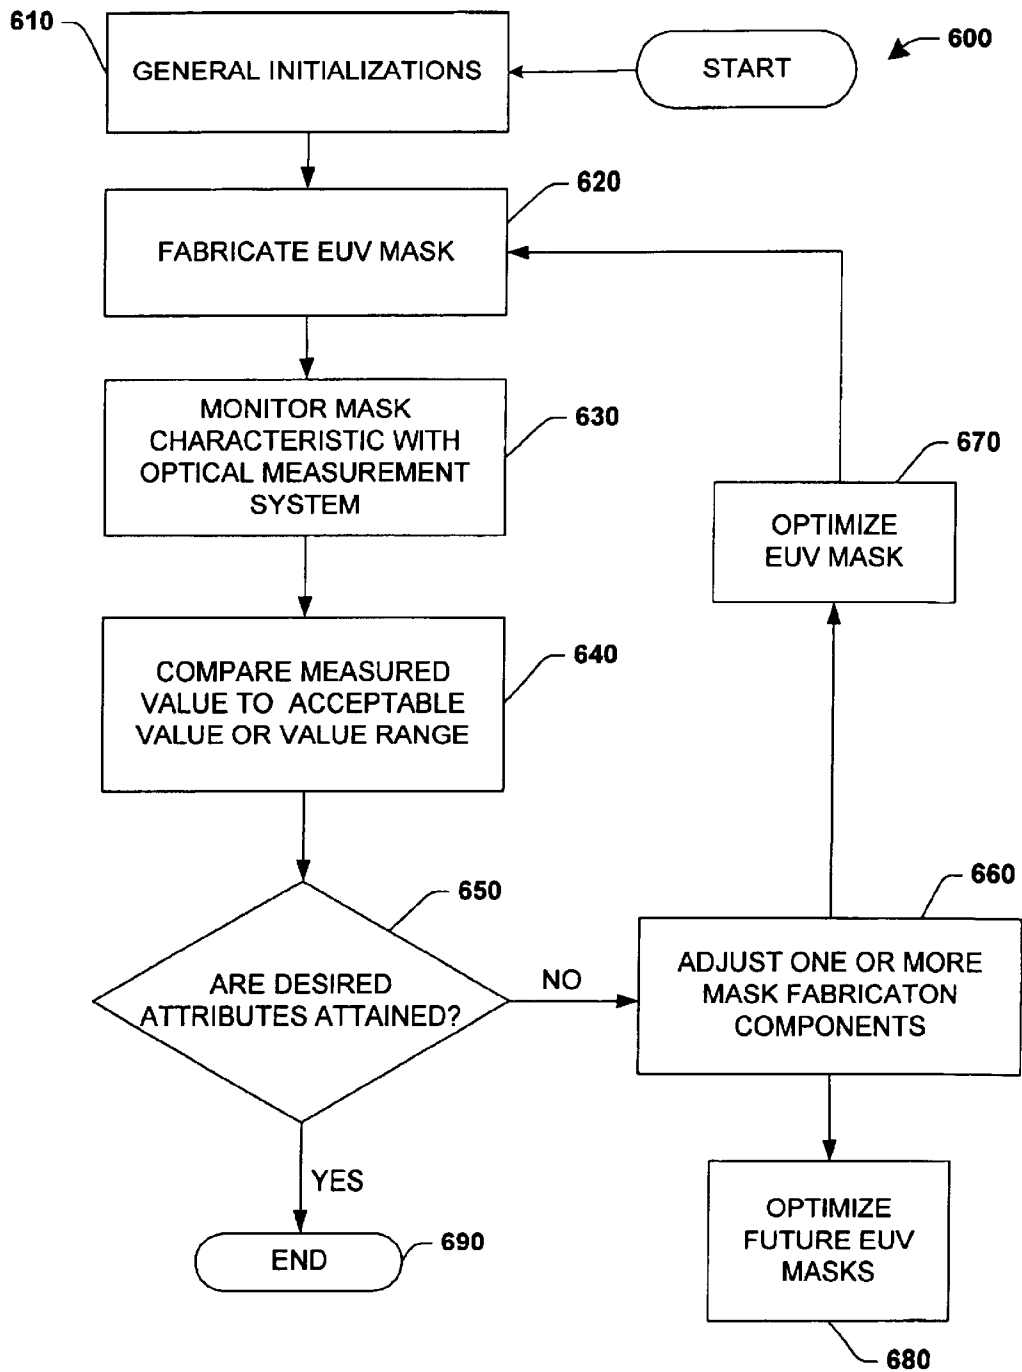 610
GENERAL INITIALIZATIONS
START
600
620
FABRICATE EUV MASK
MONITOR MASK
CHARACTERISTIC WITH
OPTICAL MEASUREMENT
SYSTEM
630
670
OPTIMIZE
EUV MASK
COMPARE MEASURED
VALUE TO ACCEPTABLE
VALUE OR VALUE RANGE
640
650
ARE DESIRED
ATTRIBUTES ATTAINED?
NO
660
ADJUST ONE OR MORE
MASK FABRICATON
COMPONENTS
YES
END
690
OPTIMIZE
FUTURE EUV
MASKS
680